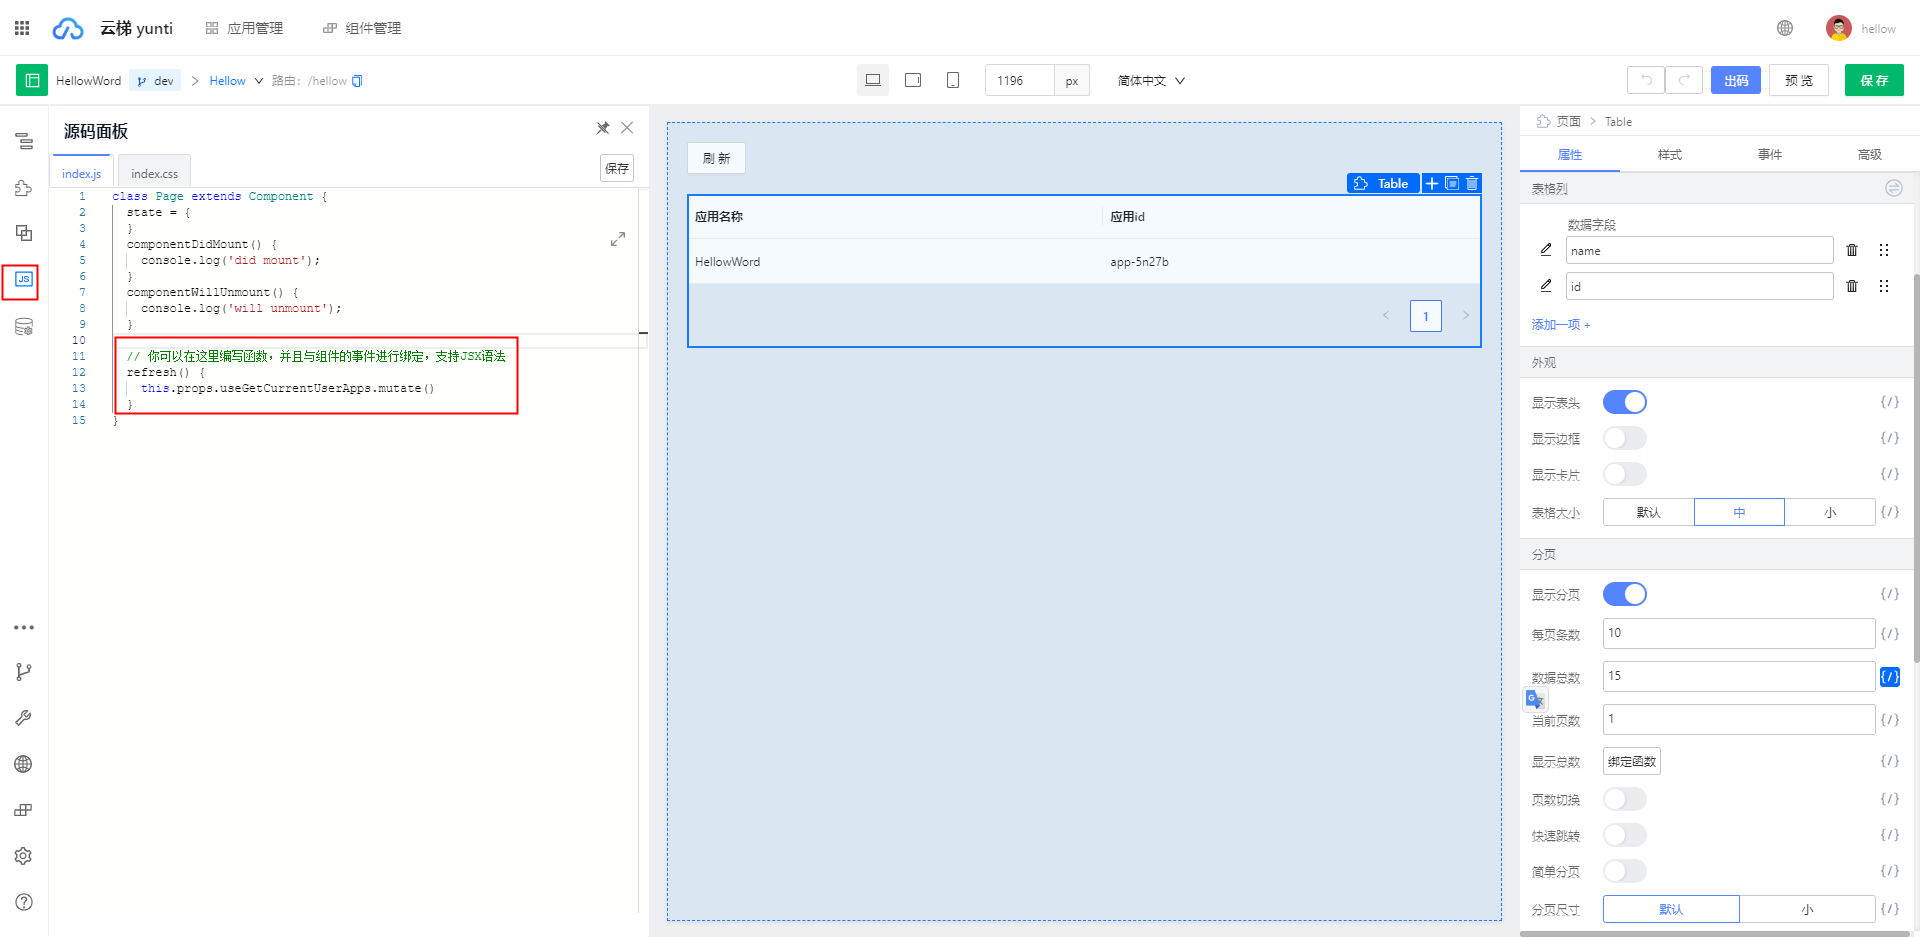 云梯 yunti
应用管理
组件管理
hellow
HellowWord
dev
Hellow
路由: /hellow
1196
px
简体中文
出码
预 览
保 存
源码面板
index.js
index.css
保存
1 class Page extends Component {
2 state = {
3 }
4 componentDidMount() {
5 console.log('did mount');
6 }
7 componentWillUnmount() {
8 console.log('will unmount');
9 }
10
11 // 你可以在这里编写函数，并且与组件的事件进行绑定，支持JSX语法
12 refresh() {
13 this.props.useGetCurrentUserApps.mutate()
14 }
15 }
JS
刷 新
Table
应用名称
应用id
HellowWord
app-5n27b
1
页面
Table
属性
样式
事件
高级
表格列
数据字段
name
id
添加一项 +
外观
显示表头
{/}
显示边框
{/}
显示卡片
{/}
表格大小
默认
中
小
{/}
分页
显示分页
{/}
每页条数
10
{/}
数据总数
15
{/}
G
当前页数
1
{/}
显示总数
绑定函数
{/}
页数切换
{/}
快速跳转
{/}
简单分页
{/}
分页尺寸
默认
小
{/}